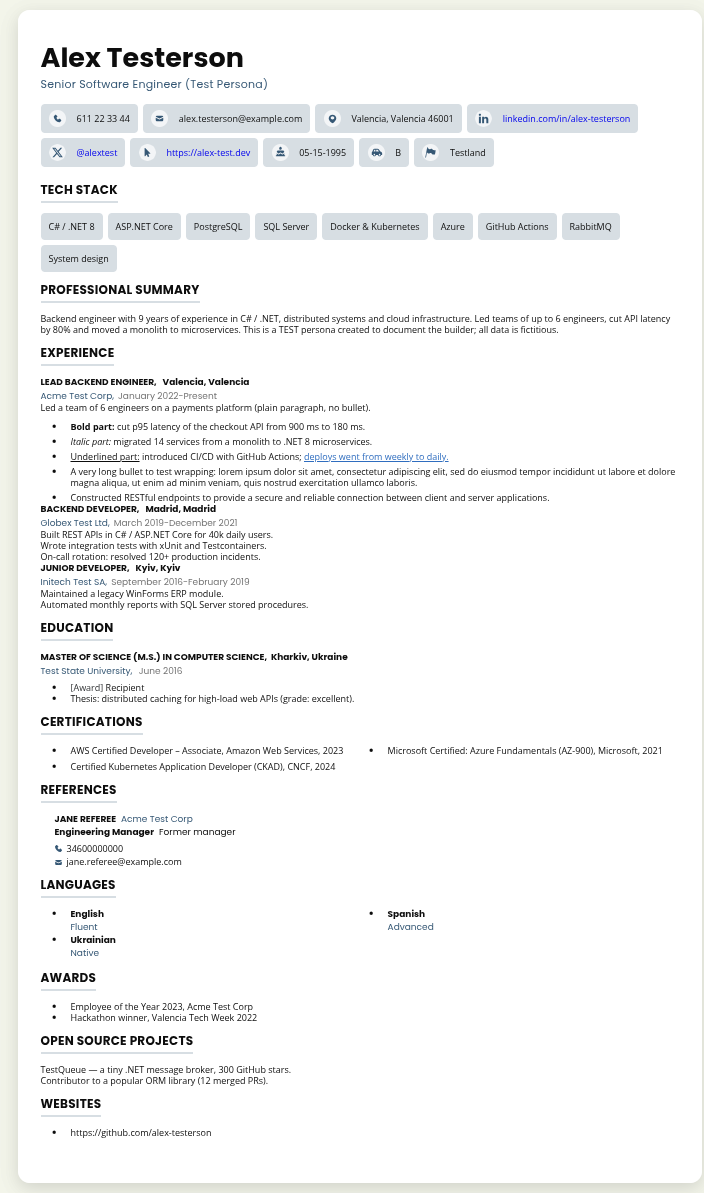 Alex Testerson
Senior Software Engineer (Test Persona)
611 22 33 44 alex.testerson@example.com Valencia, Valencia 46001 linkedin.com/in/alex-testerson
@alextest https://alex-test.dev 05-15-1995 B Testland
TECH STACK
C# / .NET 8 ASP.NET Core PostgreSQL SQL Server Docker & Kubernetes Azure GitHub Actions RabbitMQ
System design
PROFESSIONAL SUMMARY
Backend engineer with 9 years of experience in C# / .NET, distributed systems and cloud infrastructure. Led teams of up to 6 engineers, cut API latency
by 80% and moved a monolith to microservices. This is a TEST persona created to document the builder; all data is fictitious.
EXPERIENCE
LEAD BACKEND ENGINEER, Valencia, Valencia
Acme Test Corp, January 2022–Present
Led a team of 6 engineers on a payments platform (plain paragraph, no bullet).
• Bold part: cut p95 latency of the checkout API from 900 ms to 180 ms.
• Italic part: migrated 14 services from a monolith to .NET 8 microservices.
• Underlined part: introduced CI/CD with GitHub Actions; deploys went from weekly to daily.
• A very long bullet to test wrapping: lorem ipsum dolor sit amet, consectetur adipiscing elit, sed do eiusmod tempor incididunt ut labore et dolore
magna aliqua, ut enim ad minim veniam, quis nostrud exercitation ullamco laboris.
• Constructed RESTful endpoints to provide a secure and reliable connection between client and server applications.
BACKEND DEVELOPER, Madrid, Madrid
Globex Test Ltd, March 2019–December 2021
Built REST APIs in C# / ASP.NET Core for 40k daily users.
Wrote integration tests with xUnit and Testcontainers.
On-call rotation: resolved 120+ production incidents.
JUNIOR DEVELOPER, Kyiv, Kyiv
Initech Test SA, September 2016–February 2019
Maintained a legacy WinForms ERP module.
Automated monthly reports with SQL Server stored procedures.
EDUCATION
MASTER OF SCIENCE (M.S.) IN COMPUTER SCIENCE, Kharkiv, Ukraine
Test State University, June 2016
• [Award] Recipient
• Thesis: distributed caching for high-load web APIs (grade: excellent).
CERTIFICATIONS
• AWS Certified Developer – Associate, Amazon Web Services, 2023 • Microsoft Certified: Azure Fundamentals (AZ-900), Microsoft, 2021
• Certified Kubernetes Application Developer (CKAD), CNCF, 2024
REFERENCES
JANE REFEREE Acme Test Corp
Engineering Manager Former manager
34600000000
jane.referee@example.com
LANGUAGES
• English • Spanish
Fluent Advanced
• Ukrainian
Native
AWARDS
• Employee of the Year 2023, Acme Test Corp
• Hackathon winner, Valencia Tech Week 2022
OPEN SOURCE PROJECTS
TestQueue — a tiny .NET message broker, 300 GitHub stars.
Contributor to a popular ORM library (12 merged PRs).
WEBSITES
• https://github.com/alex-testerson